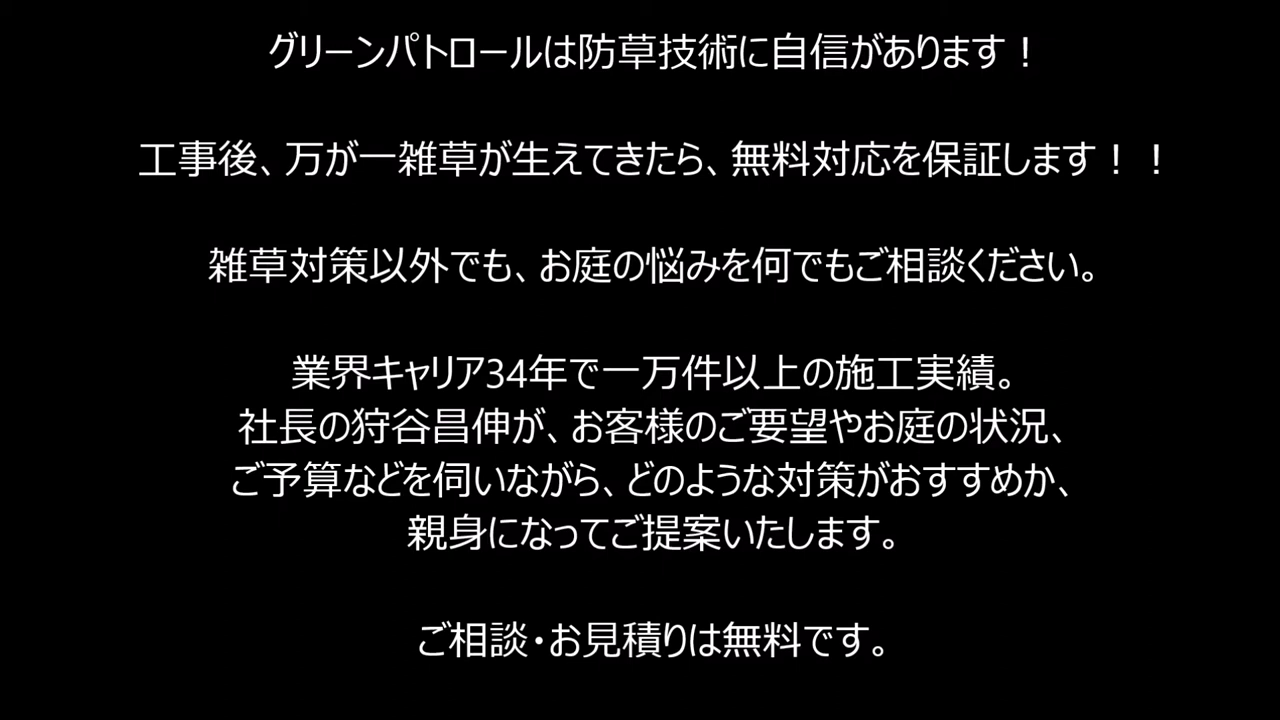 グリーンパトロールは防草技術に自信があります！
工事後、万が一雑草が生えてきたら、無料対応を保証します！！
雑草対策以外でも、お庭の悩みを何でもご相談ください。
業界キャリア34年で一万件以上の施工実績。
社長の狩谷昌伸が、お客様のご要望やお庭の状況、
ご予算などを伺いながら、どのような対策がおすすめか、
親身になってご提案いたします。
ご相談・お見積りは無料です。